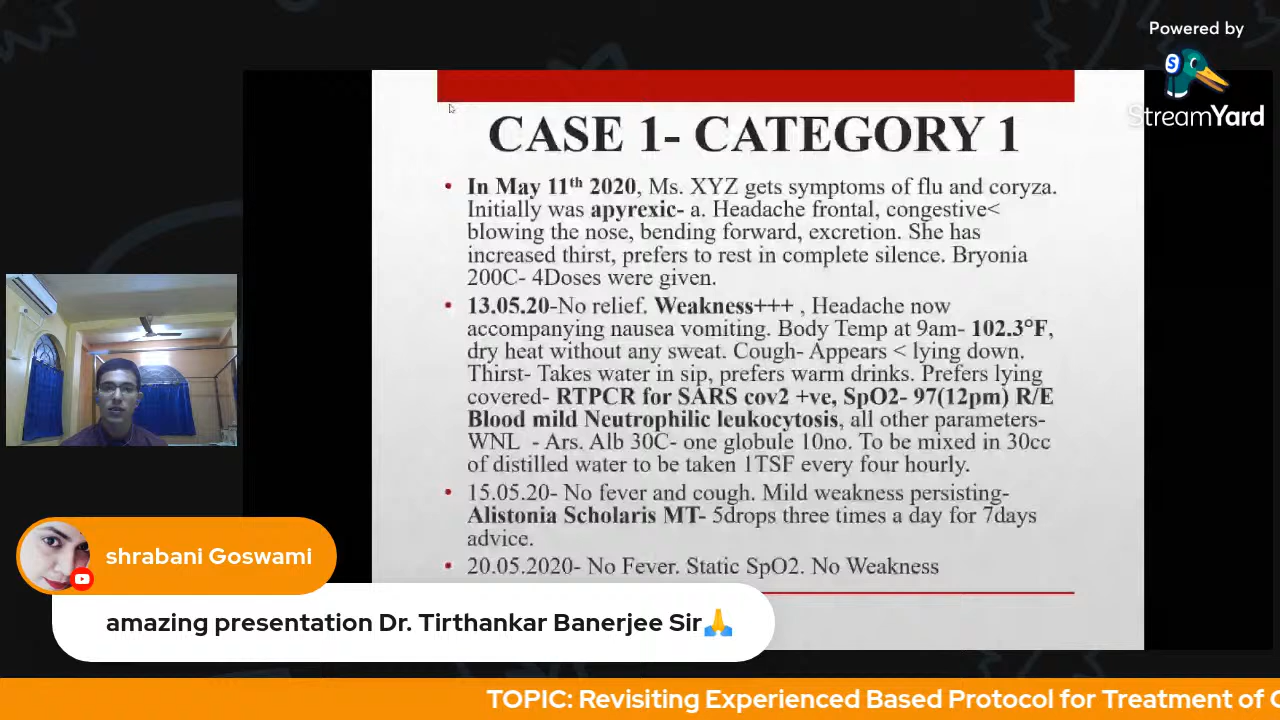 Powered by
S
StreamYard
CASE 1- CATEGORY 1
• In May 11th 2020, Ms. XYZ gets symptoms of flu and coryza.
Initially was apyrexic- a. Headache frontal, congestive<
blowing the nose, bending forward, excretion. She has
increased thirst, prefers to rest in complete silence. Bryonia
200C- 4Doses were given.
• 13.05.20-No relief. Weakness+++ , Headache now
accompanying nausea vomiting. Body Temp at 9am- 102.3°F,
dry heat without any sweat. Cough- Appears < lying down.
Thirst- Takes water in sip, prefers warm drinks. Prefers lying
covered- RTPCR for SARS cov2 +ve, SpO2- 97(12pm) R/E
Blood mild Neutrophilic leukocytosis, all other parameters-
WNL - Ars. Alb 30C- one globule 10no. To be mixed in 30cc
of distilled water to be taken 1TSF every four hourly.
• 15.05.20- No fever and cough. Mild weakness persisting-
Alistonia Scholaris MT- 5drops three times a day for 7days
advice.
• 20.05.2020- No Fever. Static SpO2. No Weakness
shrabani Goswami
amazing presentation Dr. Tirthankar Banerjee Sir🙏
TOPIC: Revisiting Experienced Based Protocol for Treatment of